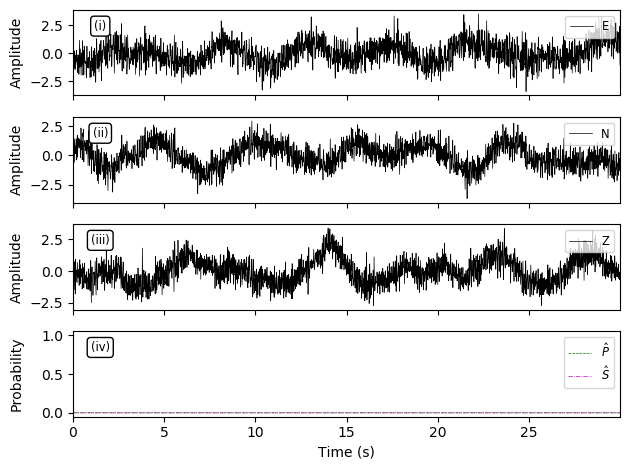 Amplitude
2.5
0.0
−2.5
(i)
E
Amplitude
2.5
0.0
−2.5
(ii)
N
Amplitude
2.5
0.0
−2.5
(iii)
Z
Probability
1.0
0.5
0.0
(iv)
P̂
Ŝ
0 5 10 15 20 25
Time (s)